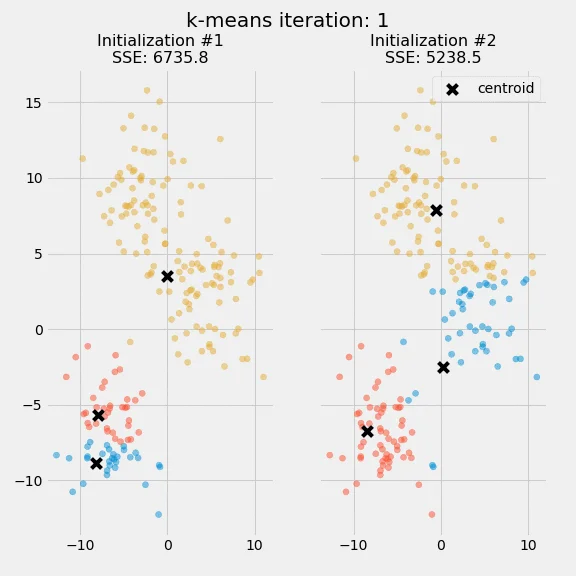 k-means iteration: 1
Initialization #1
SSE: 6735.8
Initialization #2
SSE: 5238.5
centroid
15
10
5
0
−5
−10
−10
0
10
−10
0
10